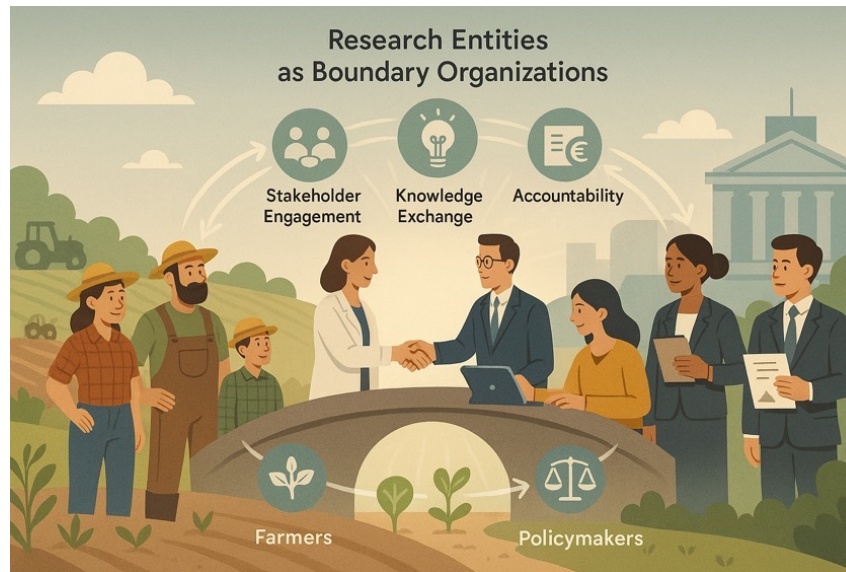 Research Entities
as Boundary Organizations
Stakeholder
Engagement
Knowledge
Exchange
Accountability
Farmers
Policymakers